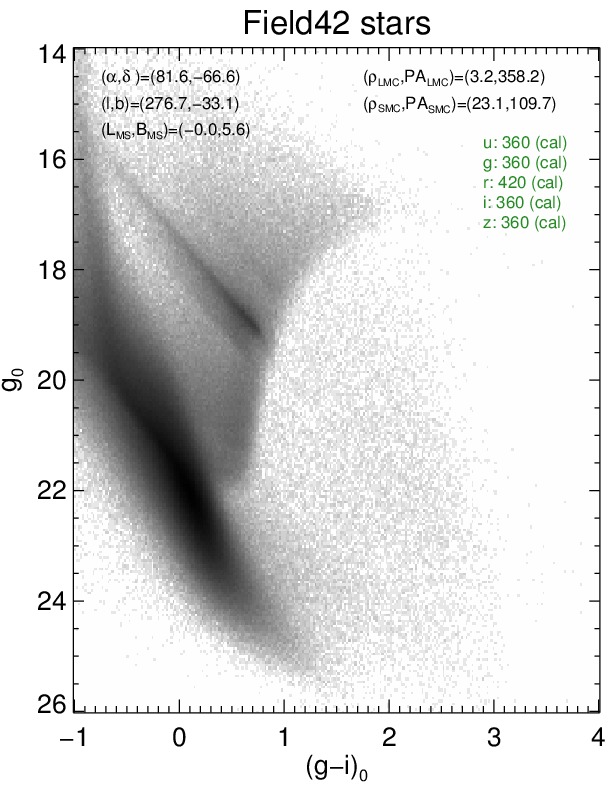 Field42 stars
(α,δ )=(81.6,−66.6)
(l,b)=(276.7,−33.1)
(L_MS,B_MS)=(−0.0,5.6)
(ρ_LMC,PA_LMC)=(3.2,358.2)
(ρ_SMC,PA_SMC)=(23.1,109.7)
u: 360 (cal)
g: 360 (cal)
r: 420 (cal)
i: 360 (cal)
z: 360 (cal)
14
16
18
20
22
24
26
g₀
−1 0 1 2 3 4
(g−i)₀